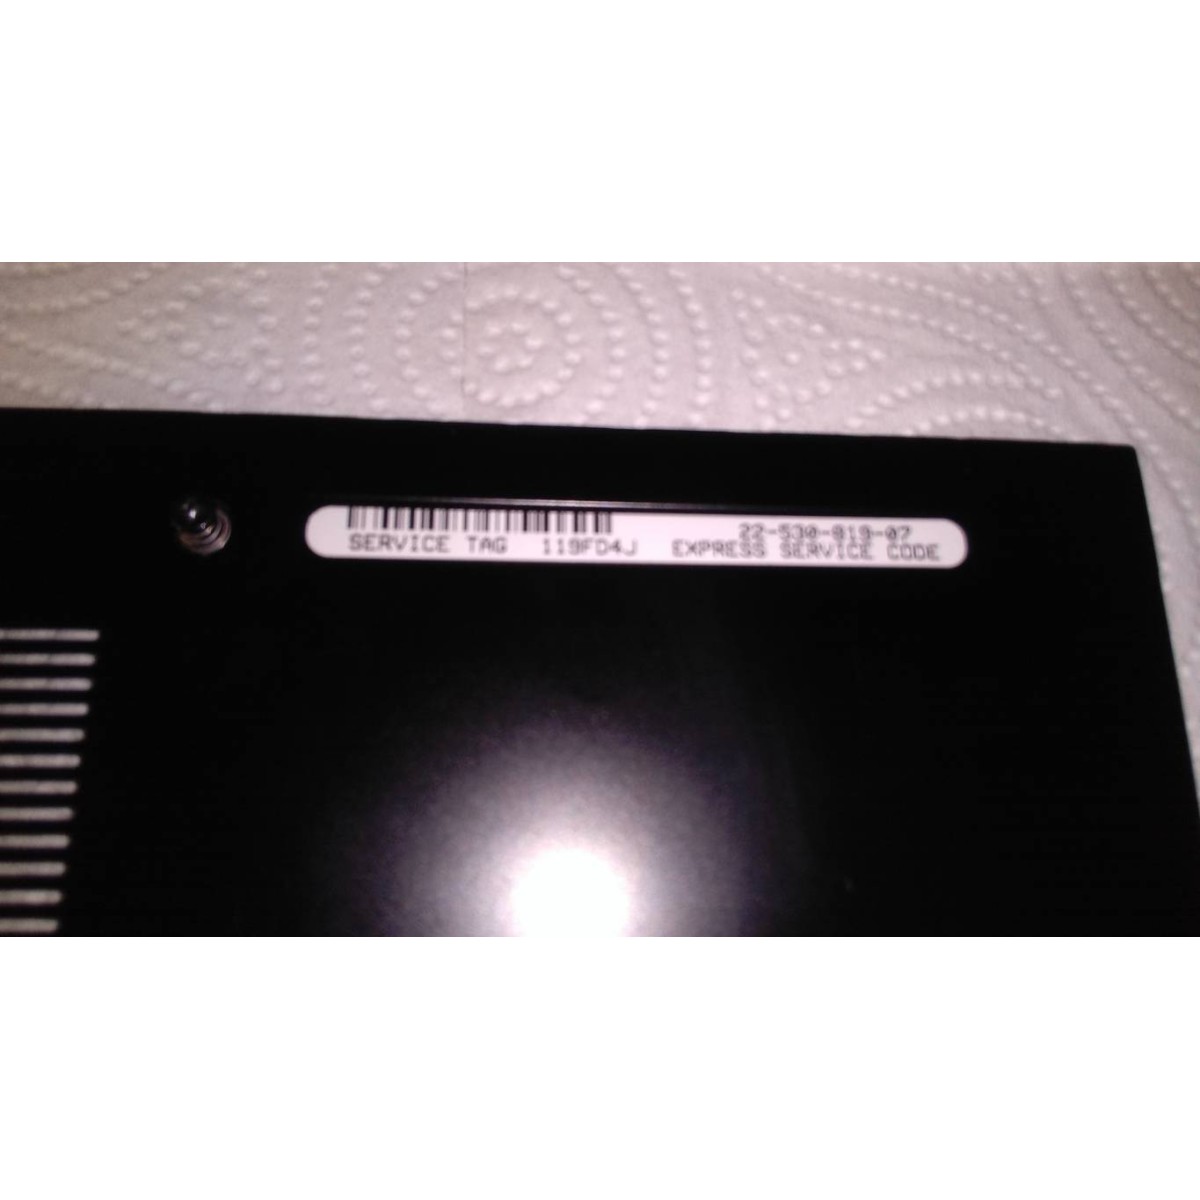 22-530-819-07
SERVICE TAG 119FD4J EXPRESS SERVICE CODE